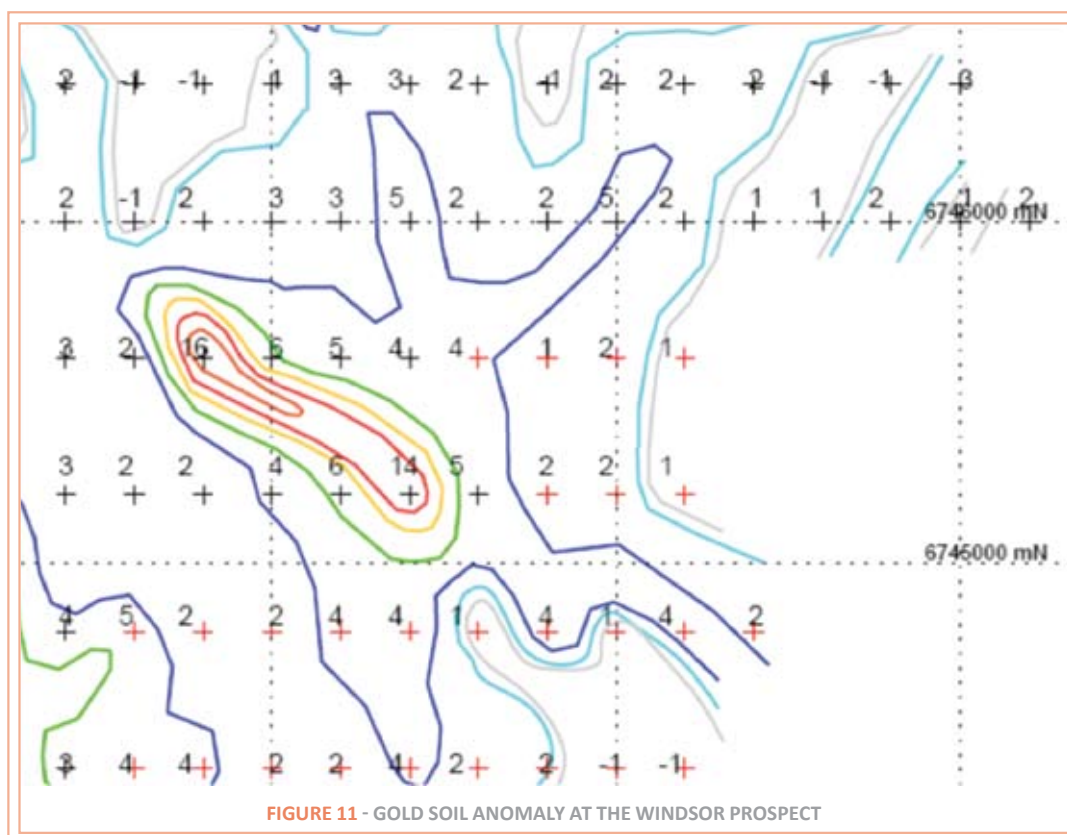 2 -1 -1 4 3 3 2 -1 2 2 2 -1 -1 3
2 -1 2 3 3 5 2 2 5 2 1 1 2 1 2
6746000 mN
3 2 16 5 4 4 1 2 1
3 2 2 4 6 14 5 2 2 1
6745000 mN
4 5 2 2 4 4 1 4 1 4 2
3 4 4 2 2 4 2 2 -1 -1
FIGURE 11 - GOLD SOIL ANOMALY AT THE WINDSOR PROSPECT